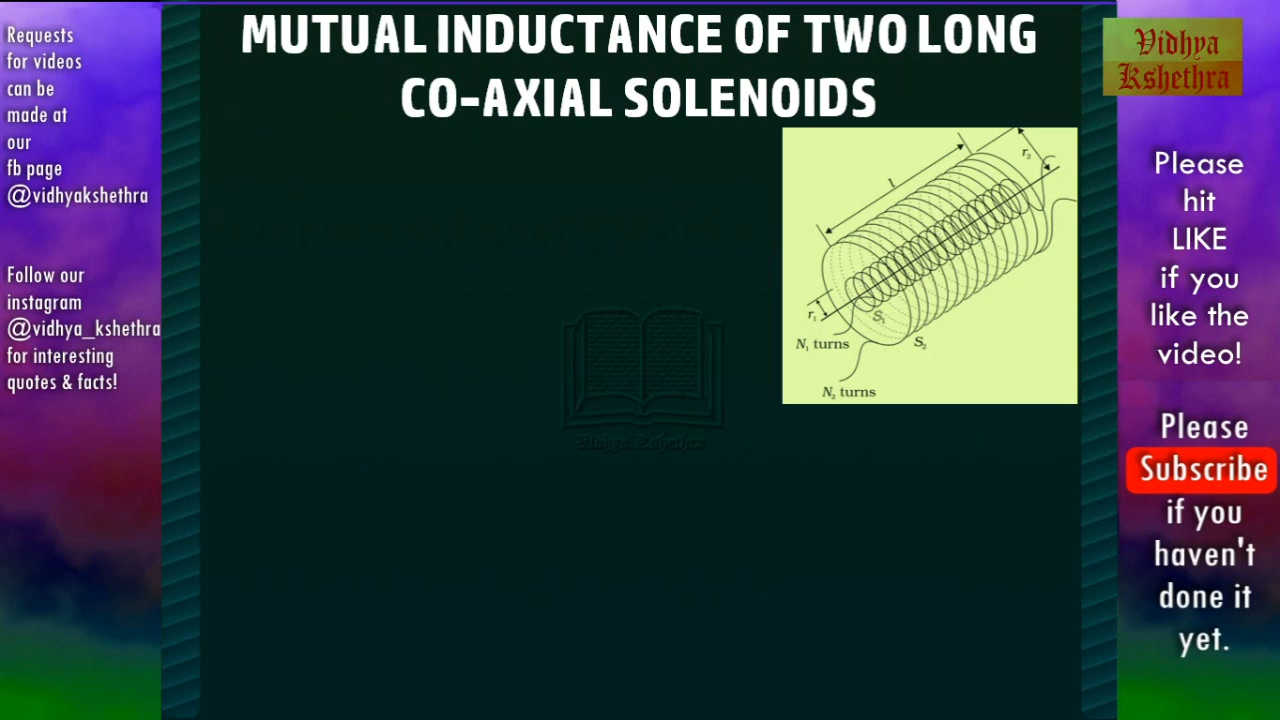 Requests
for videos
can be
made at
our
fb page
@vidhyakshethra
Follow our
instagram
@vidhya_kshethra
for interesting
quotes & facts!
MUTUAL INDUCTANCE OF TWO LONG
CO-AXIAL SOLENOIDS
l
r₂
r₁
S₁
S₂
N₁ turns
N₂ turns
Vidhya Kshethra
Vidhya
Kshethra
Please
hit
LIKE
if you
like the
video!
Please
Subscribe
if you
haven't
done it
yet.